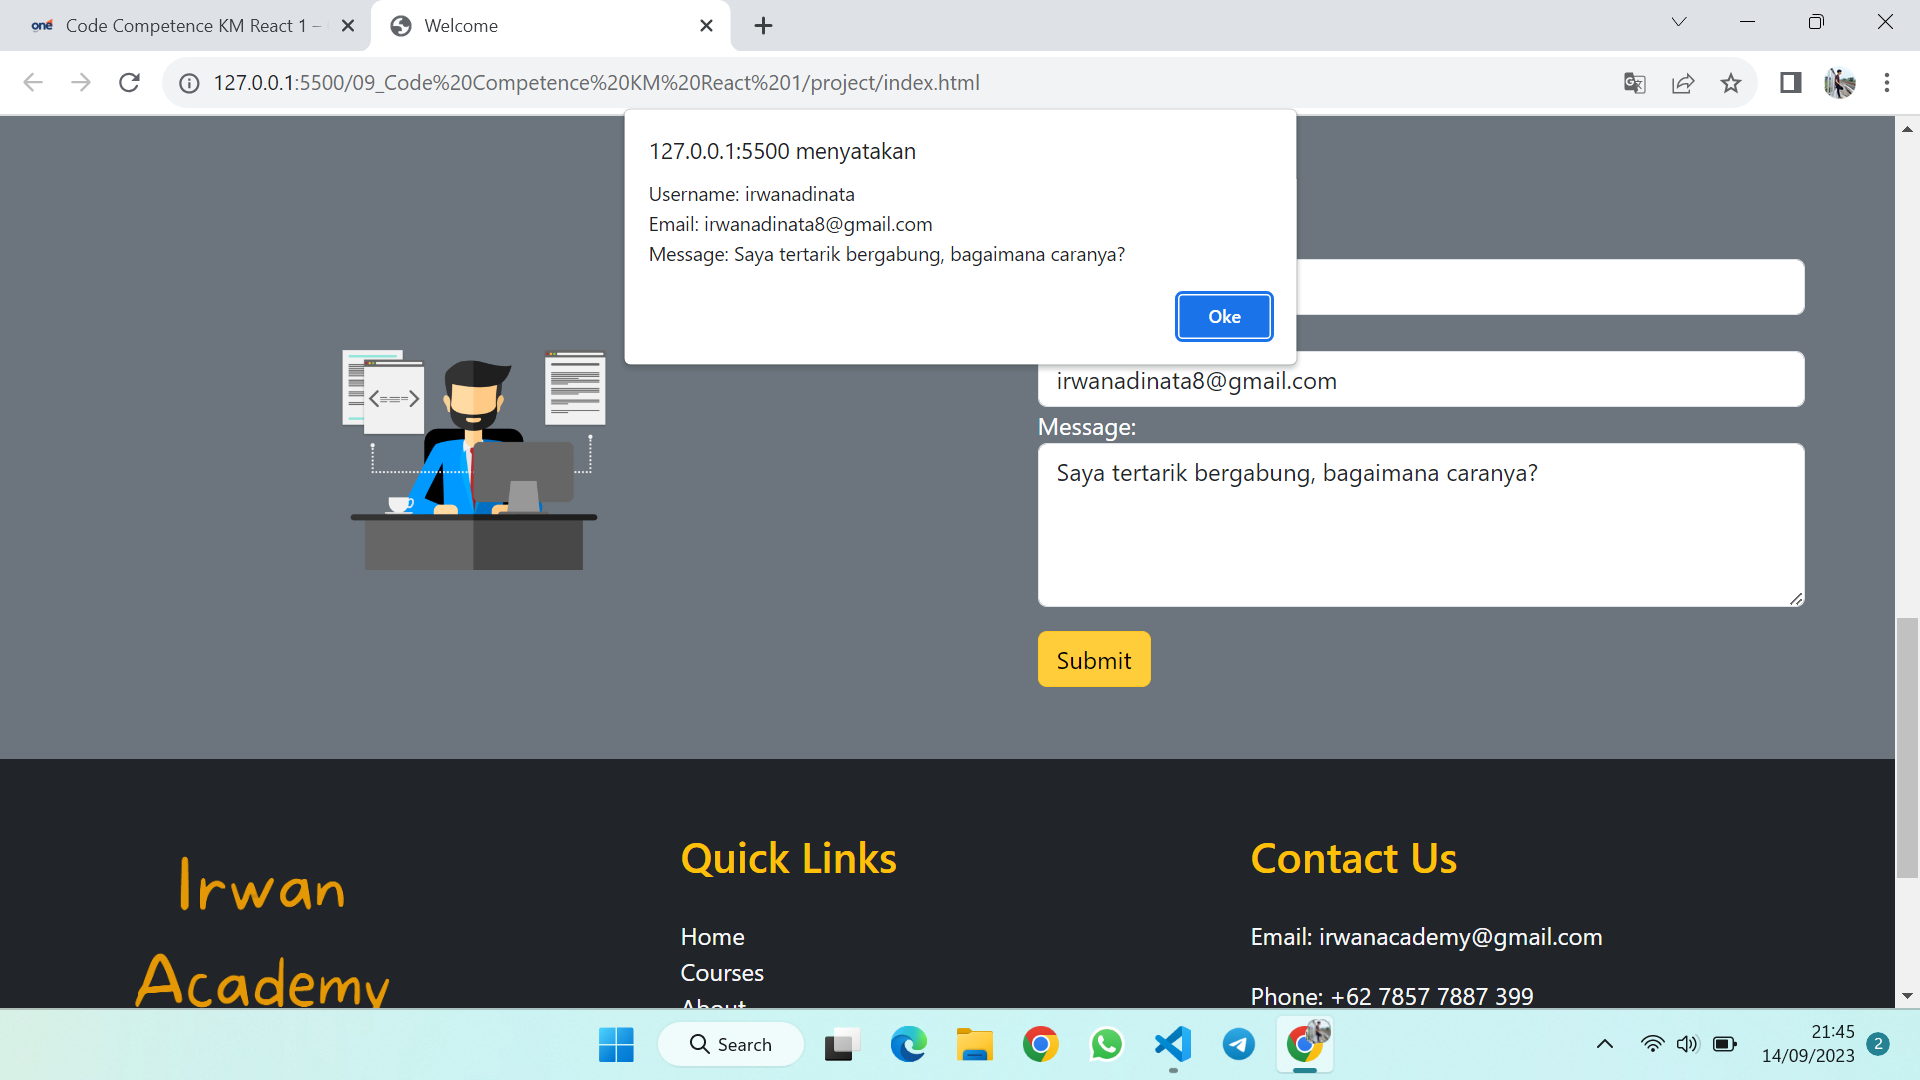 one Code Competence KM React 1 –
Welcome
127.0.0.1:5500/09_Code%20Competence%20KM%20React%201/project/index.html
127.0.0.1:5500 menyatakan
Username: irwanadinata
Email: irwanadinata8@gmail.com
Message: Saya tertarik bergabung, bagaimana caranya?
Oke
irwanadinata8@gmail.com
Message:
Saya tertarik bergabung, bagaimana caranya?
Submit
Irwan
Academy
Quick Links
Home
Courses
About
Contact Us
Email: irwanacademy@gmail.com
Phone: +62 7857 7887 399
Search
21:45
14/09/2023
2